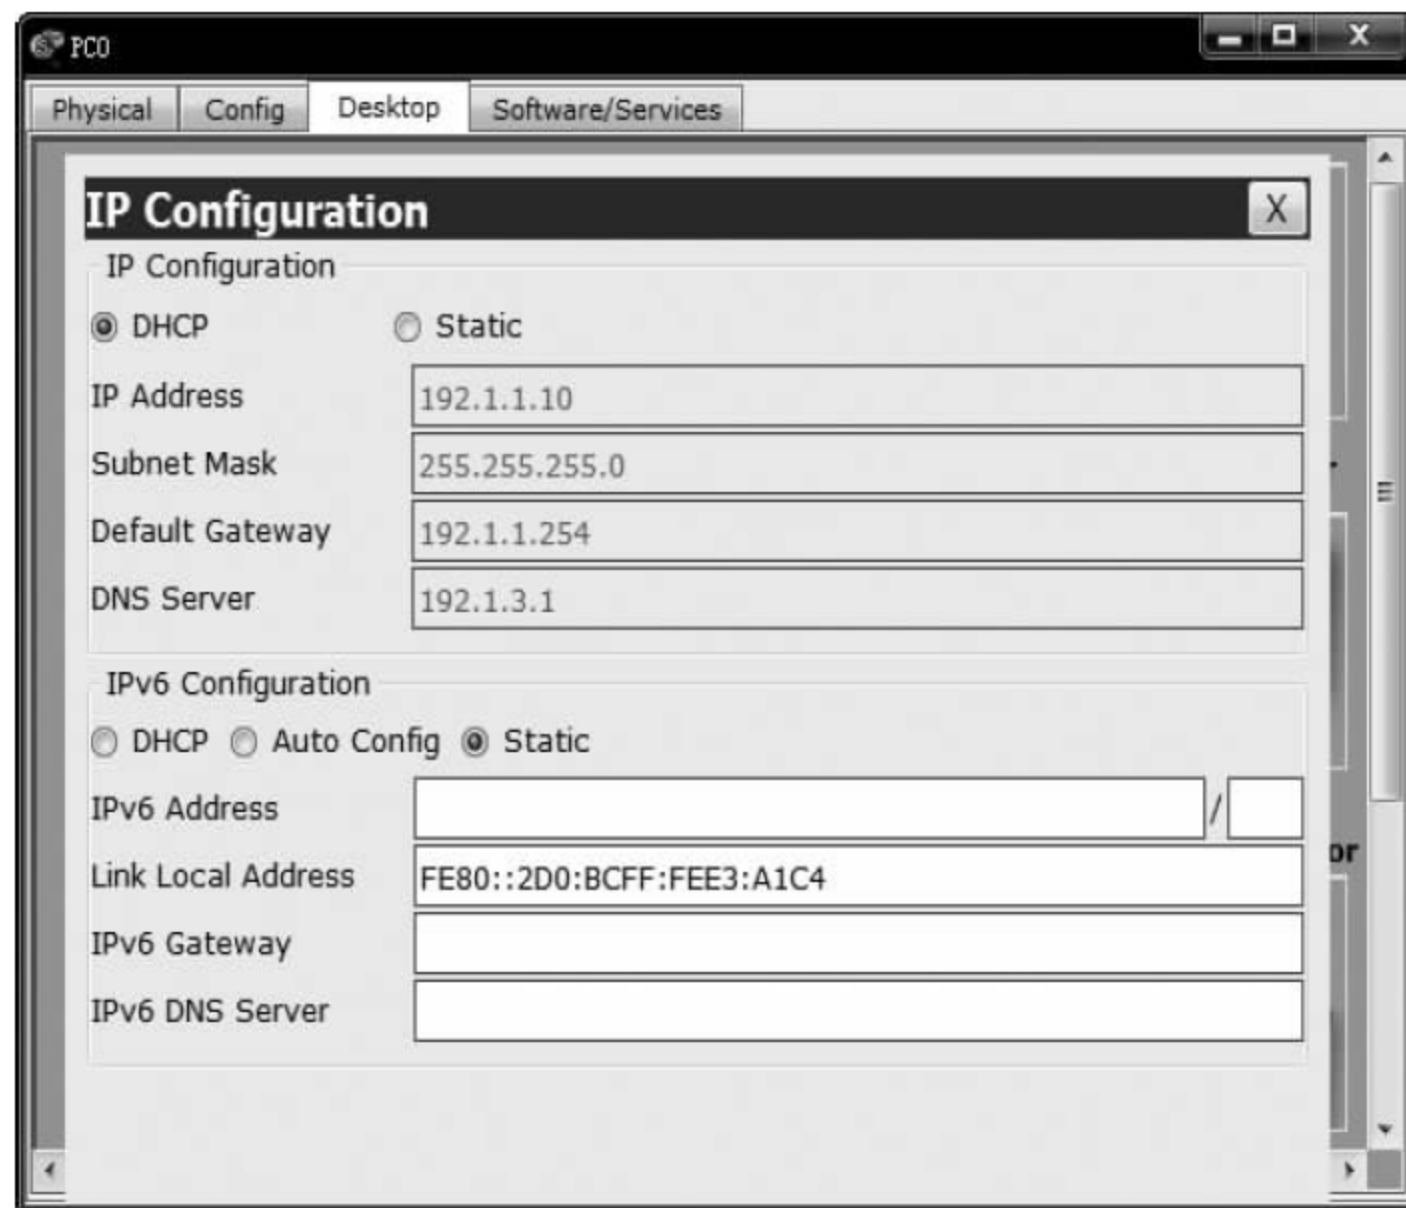 PC0
X
Physical Config Desktop Software/Services
IP Configuration X
IP Configuration
DHCP Static
IP Address 192.1.1.10
Subnet Mask 255.255.255.0
Default Gateway 192.1.1.254
DNS Server 192.1.3.1
IPv6 Configuration
DHCP Auto Config Static
IPv6 Address /
or
Link Local Address FE80::2D0:BCFF:FEE3:A1C4
IPv6 Gateway
IPv6 DNS Server